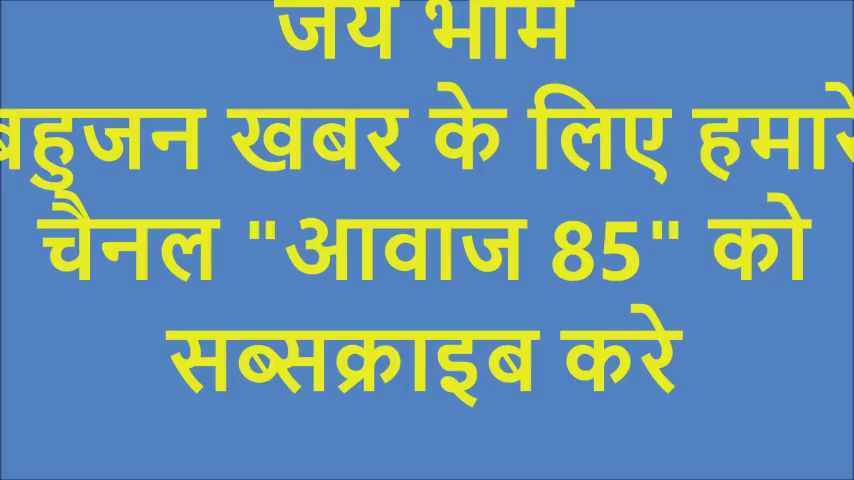 जय भीम
बहुजन खबर के लिए हमारे
चैनल "आवाज 85" को
सब्सक्राइब करे